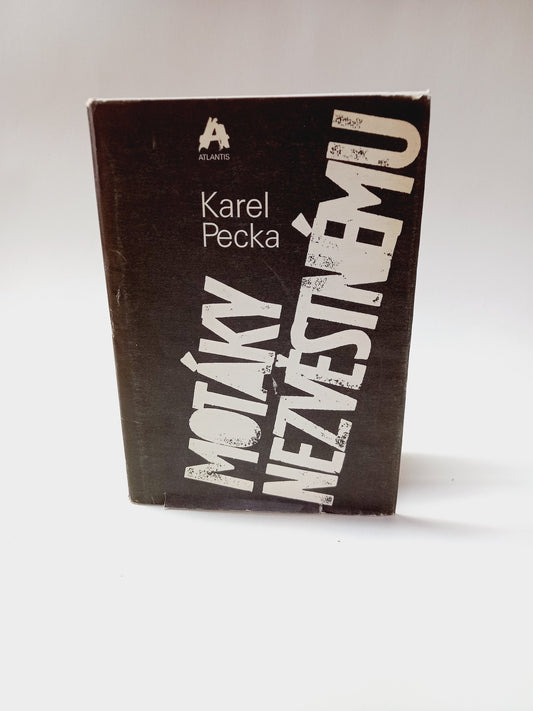 ATLANTIS
Karel
Pecka
MOTÁKY
NEZVĚSTNÉMU